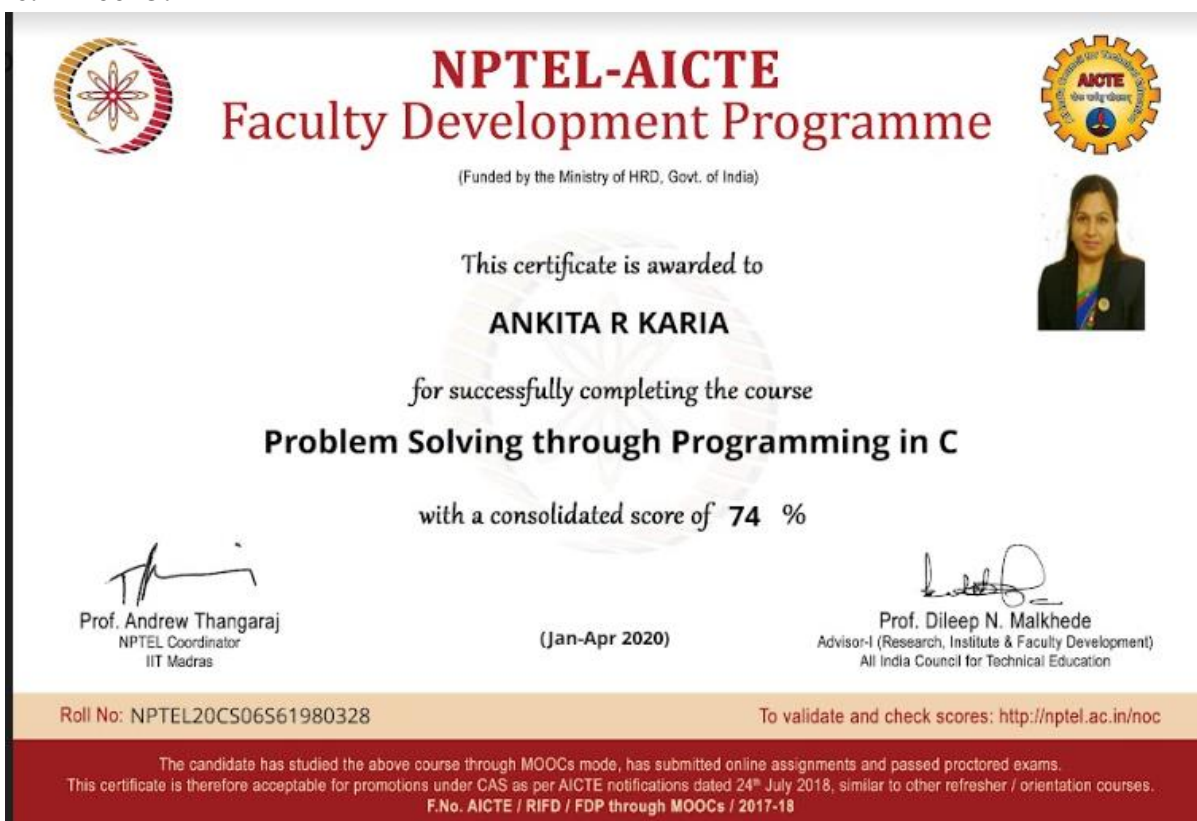 NPTEL-AICTE
Faculty Development Programme
(Funded by the Ministry of HRD, Govt. of India)
AICTE
This certificate is awarded to
ANKITA R KARIA
for successfully completing the course
Problem Solving through Programming in C
with a consolidated score of 74 %
Prof. Andrew Thangaraj
NPTEL Coordinator
IIT Madras
(Jan-Apr 2020)
Prof. Dileep N. Malkhede
Advisor-I (Research, Institute & Faculty Development)
All India Council for Technical Education
Roll No: NPTEL20CS06S61980328
To validate and check scores: http://nptel.ac.in/noc
The candidate has studied the above course through MOOCs mode, has submitted online assignments and passed proctored exams.
This certificate is therefore acceptable for promotions under CAS as per AICTE notifications dated 24th July 2018, similar to other refresher / orientation courses.
F.No. AICTE / RIFD / FDP through MOOCs / 2017-18